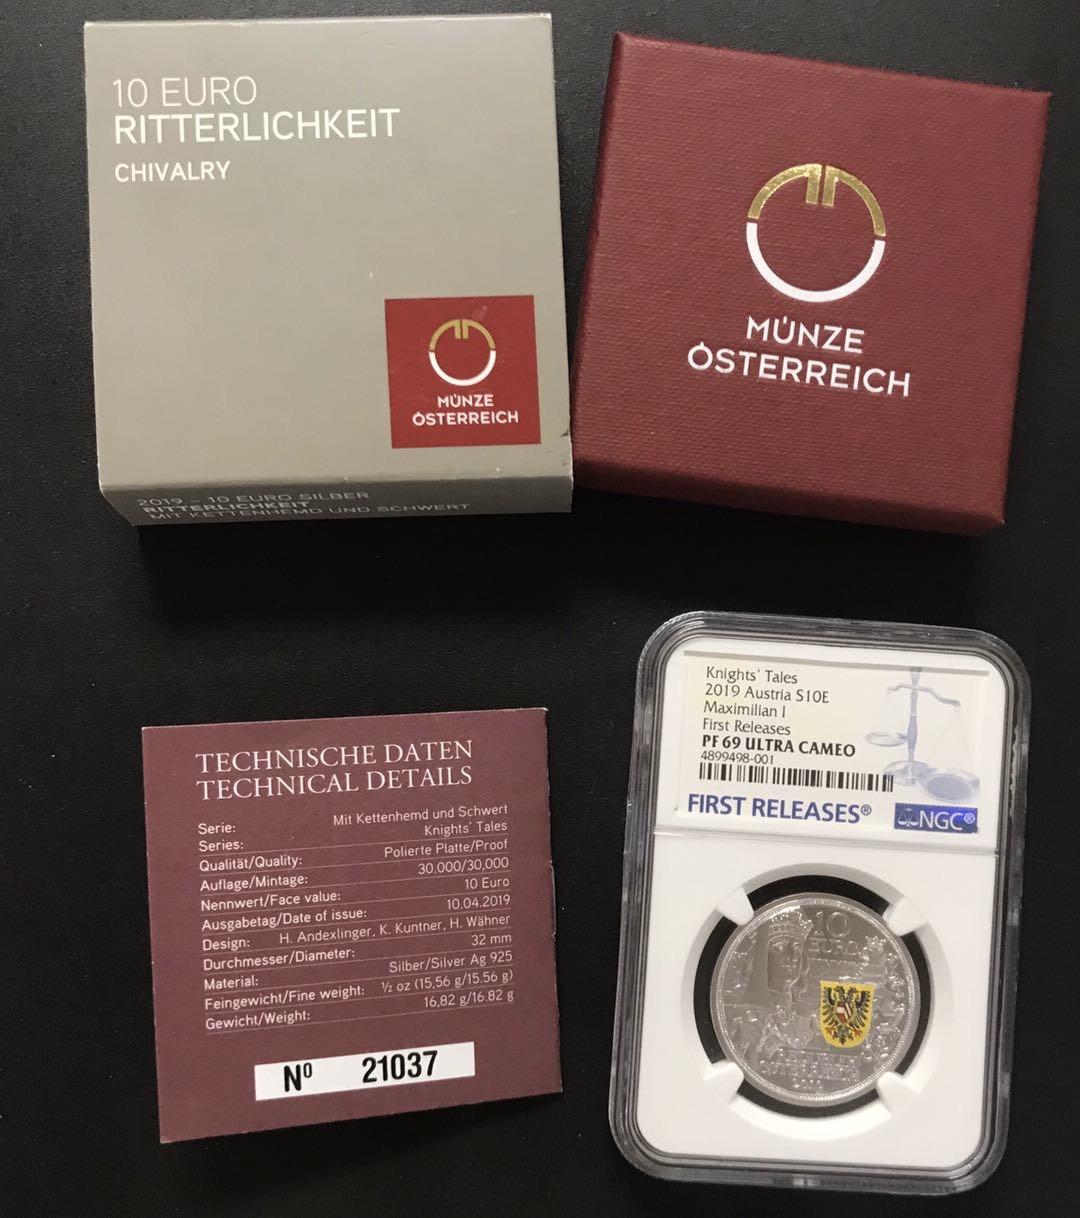 10 EURO
RITTERLICHKEIT
CHIVALRY
MÜNZE
ÖSTERREICH
2019 – 10 EURO SILBER
RITTERLICHKEIT
MIT KETTENHEMD UND SCHWERT
MÜNZE
ÖSTERREICH
TECHNISCHE DATEN
TECHNICAL DETAILS
Serie: Mit Kettenhemd und Schwert
Series: Knights' Tales
Qualität/Quality: Polierte Platte/Proof
Auflage/Mintage: 30.000/30,000
Nennwert/Face value: 10 Euro
Ausgabetag/Date of issue: 10.04.2019
Design: H. Andexlinger, K. Kuntner, H. Wähner
Durchmesser/Diameter: 32 mm
Material: Silber/Silver Ag 925
Feingewicht/Fine weight: ½ oz (15,56 g/15.56 g)
Gewicht/Weight: 16,82 g/16.82 g
Nº 21037
Knights' Tales
2019 Austria S10E
Maximilian I
First Releases
PF 69 ULTRA CAMEO
4899498-001
FIRST RELEASES®
NGC®
10
EURO
REPUBLIK
ÖSTERREICH
2019